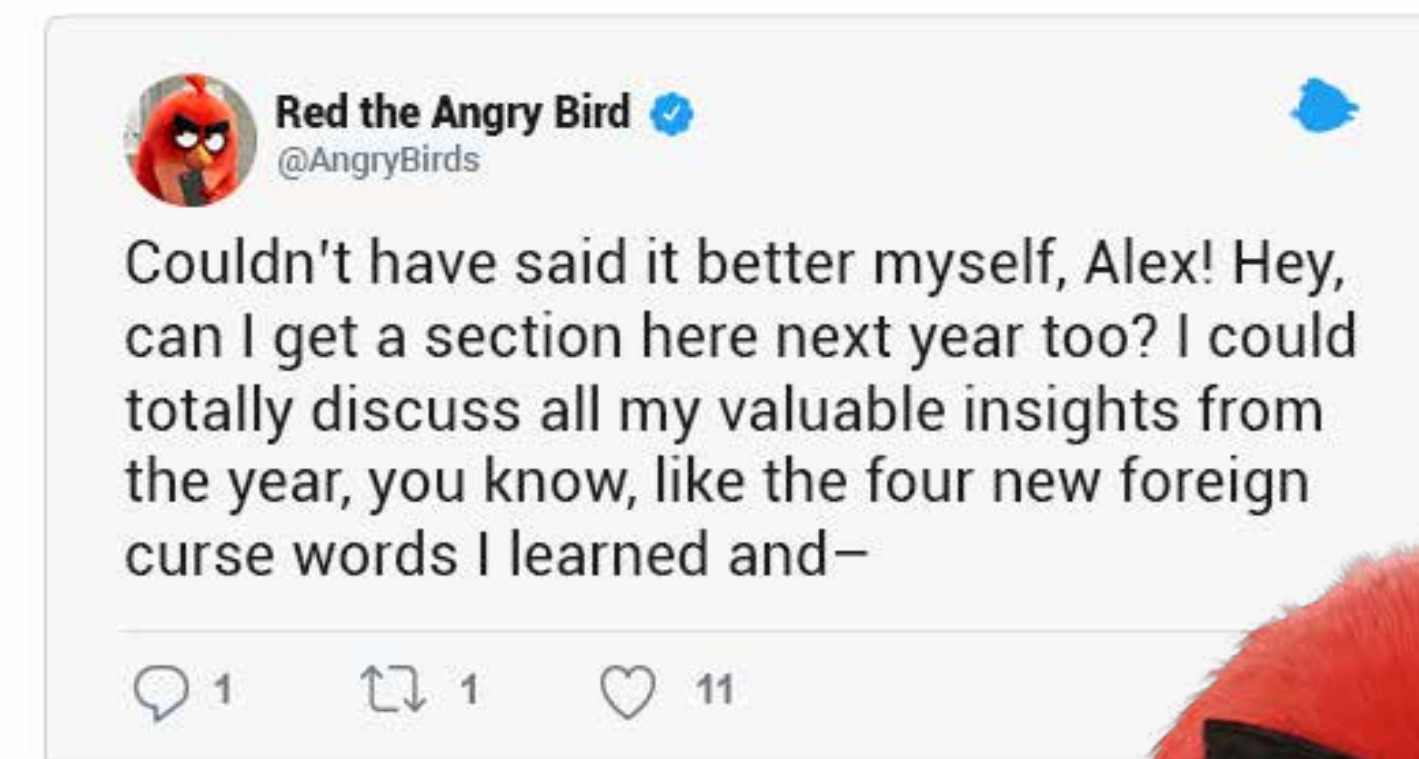 Red the Angry Bird
@AngryBirds
Couldn't have said it better myself, Alex! Hey,
can I get a section here next year too? I could
totally discuss all my valuable insights from
the year, you know, like the four new foreign
curse words I learned and—
1 1 11